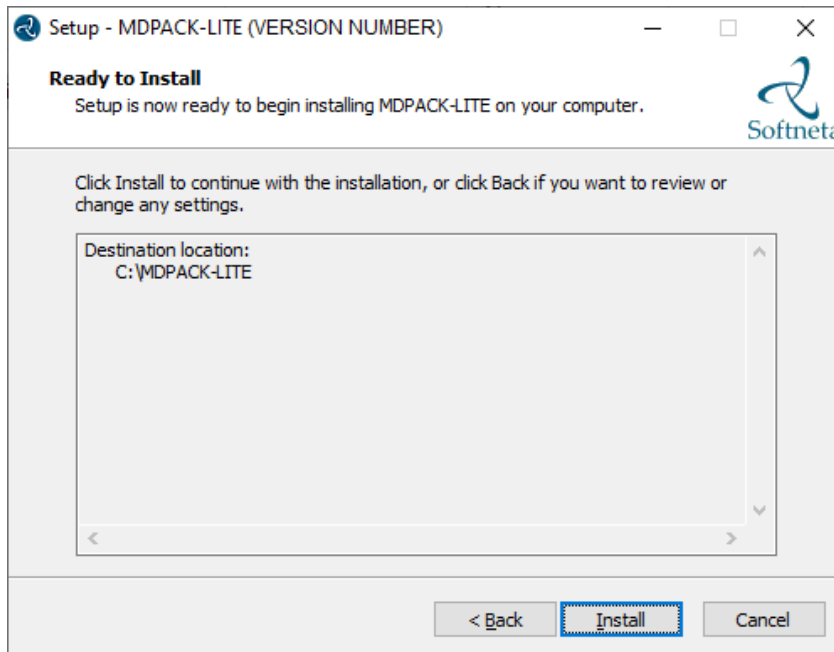 Setup - MDPACK-LITE (VERSION NUMBER)
Ready to Install
Setup is now ready to begin installing MDPACK-LITE on your computer.
Softneta
Click Install to continue with the installation, or click Back if you want to review or
change any settings.
Destination location:
C:\MDPACK-LITE
< Back
Install
Cancel